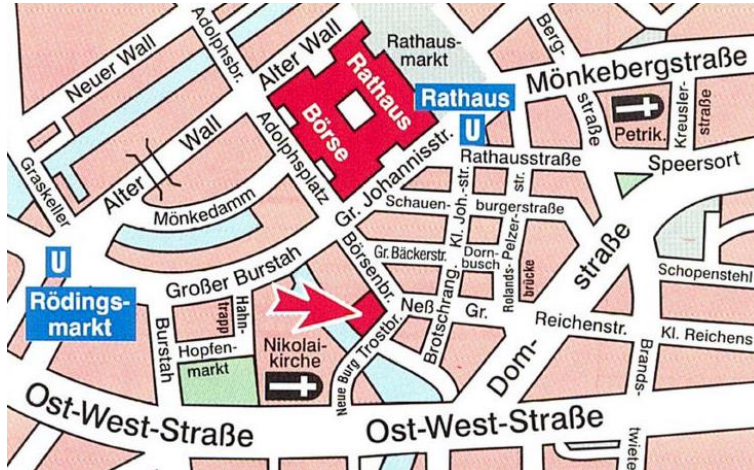 Neuer Wall
Adolphsbr.
Alter Wall
Rathaus-
markt
Berg-
straße
Mönkebergstraße
Rathaus
Börse
Rathaus
U
Petrik.
Kreusler-
straße
Graskeller
Alter
Wall
Adolphsplatz
Gr. Johannisstr.
Rathausstraße
Speersort
Mönkedamm
Schauen-
burgerstraße
Kl. Joh.-str.
Pelzer-
str.
U
Rödings-
markt
Großer Burstah
Börsenbr.
Gr. Bäckerstr.
Dorn-
busch
Rolands-
brücke
straße
Schopenstehl
Burstah
Hahn-
trapp
Hopfen-
markt
Nikolai-
kirche
Neß
Brotschrang.
Gr.
Reichenstr.
Kl. Reichens
Neue Burg
Trostbr.
Dom-
Brands-
twiete
Ost-West-Straße
Ost-West-Straße